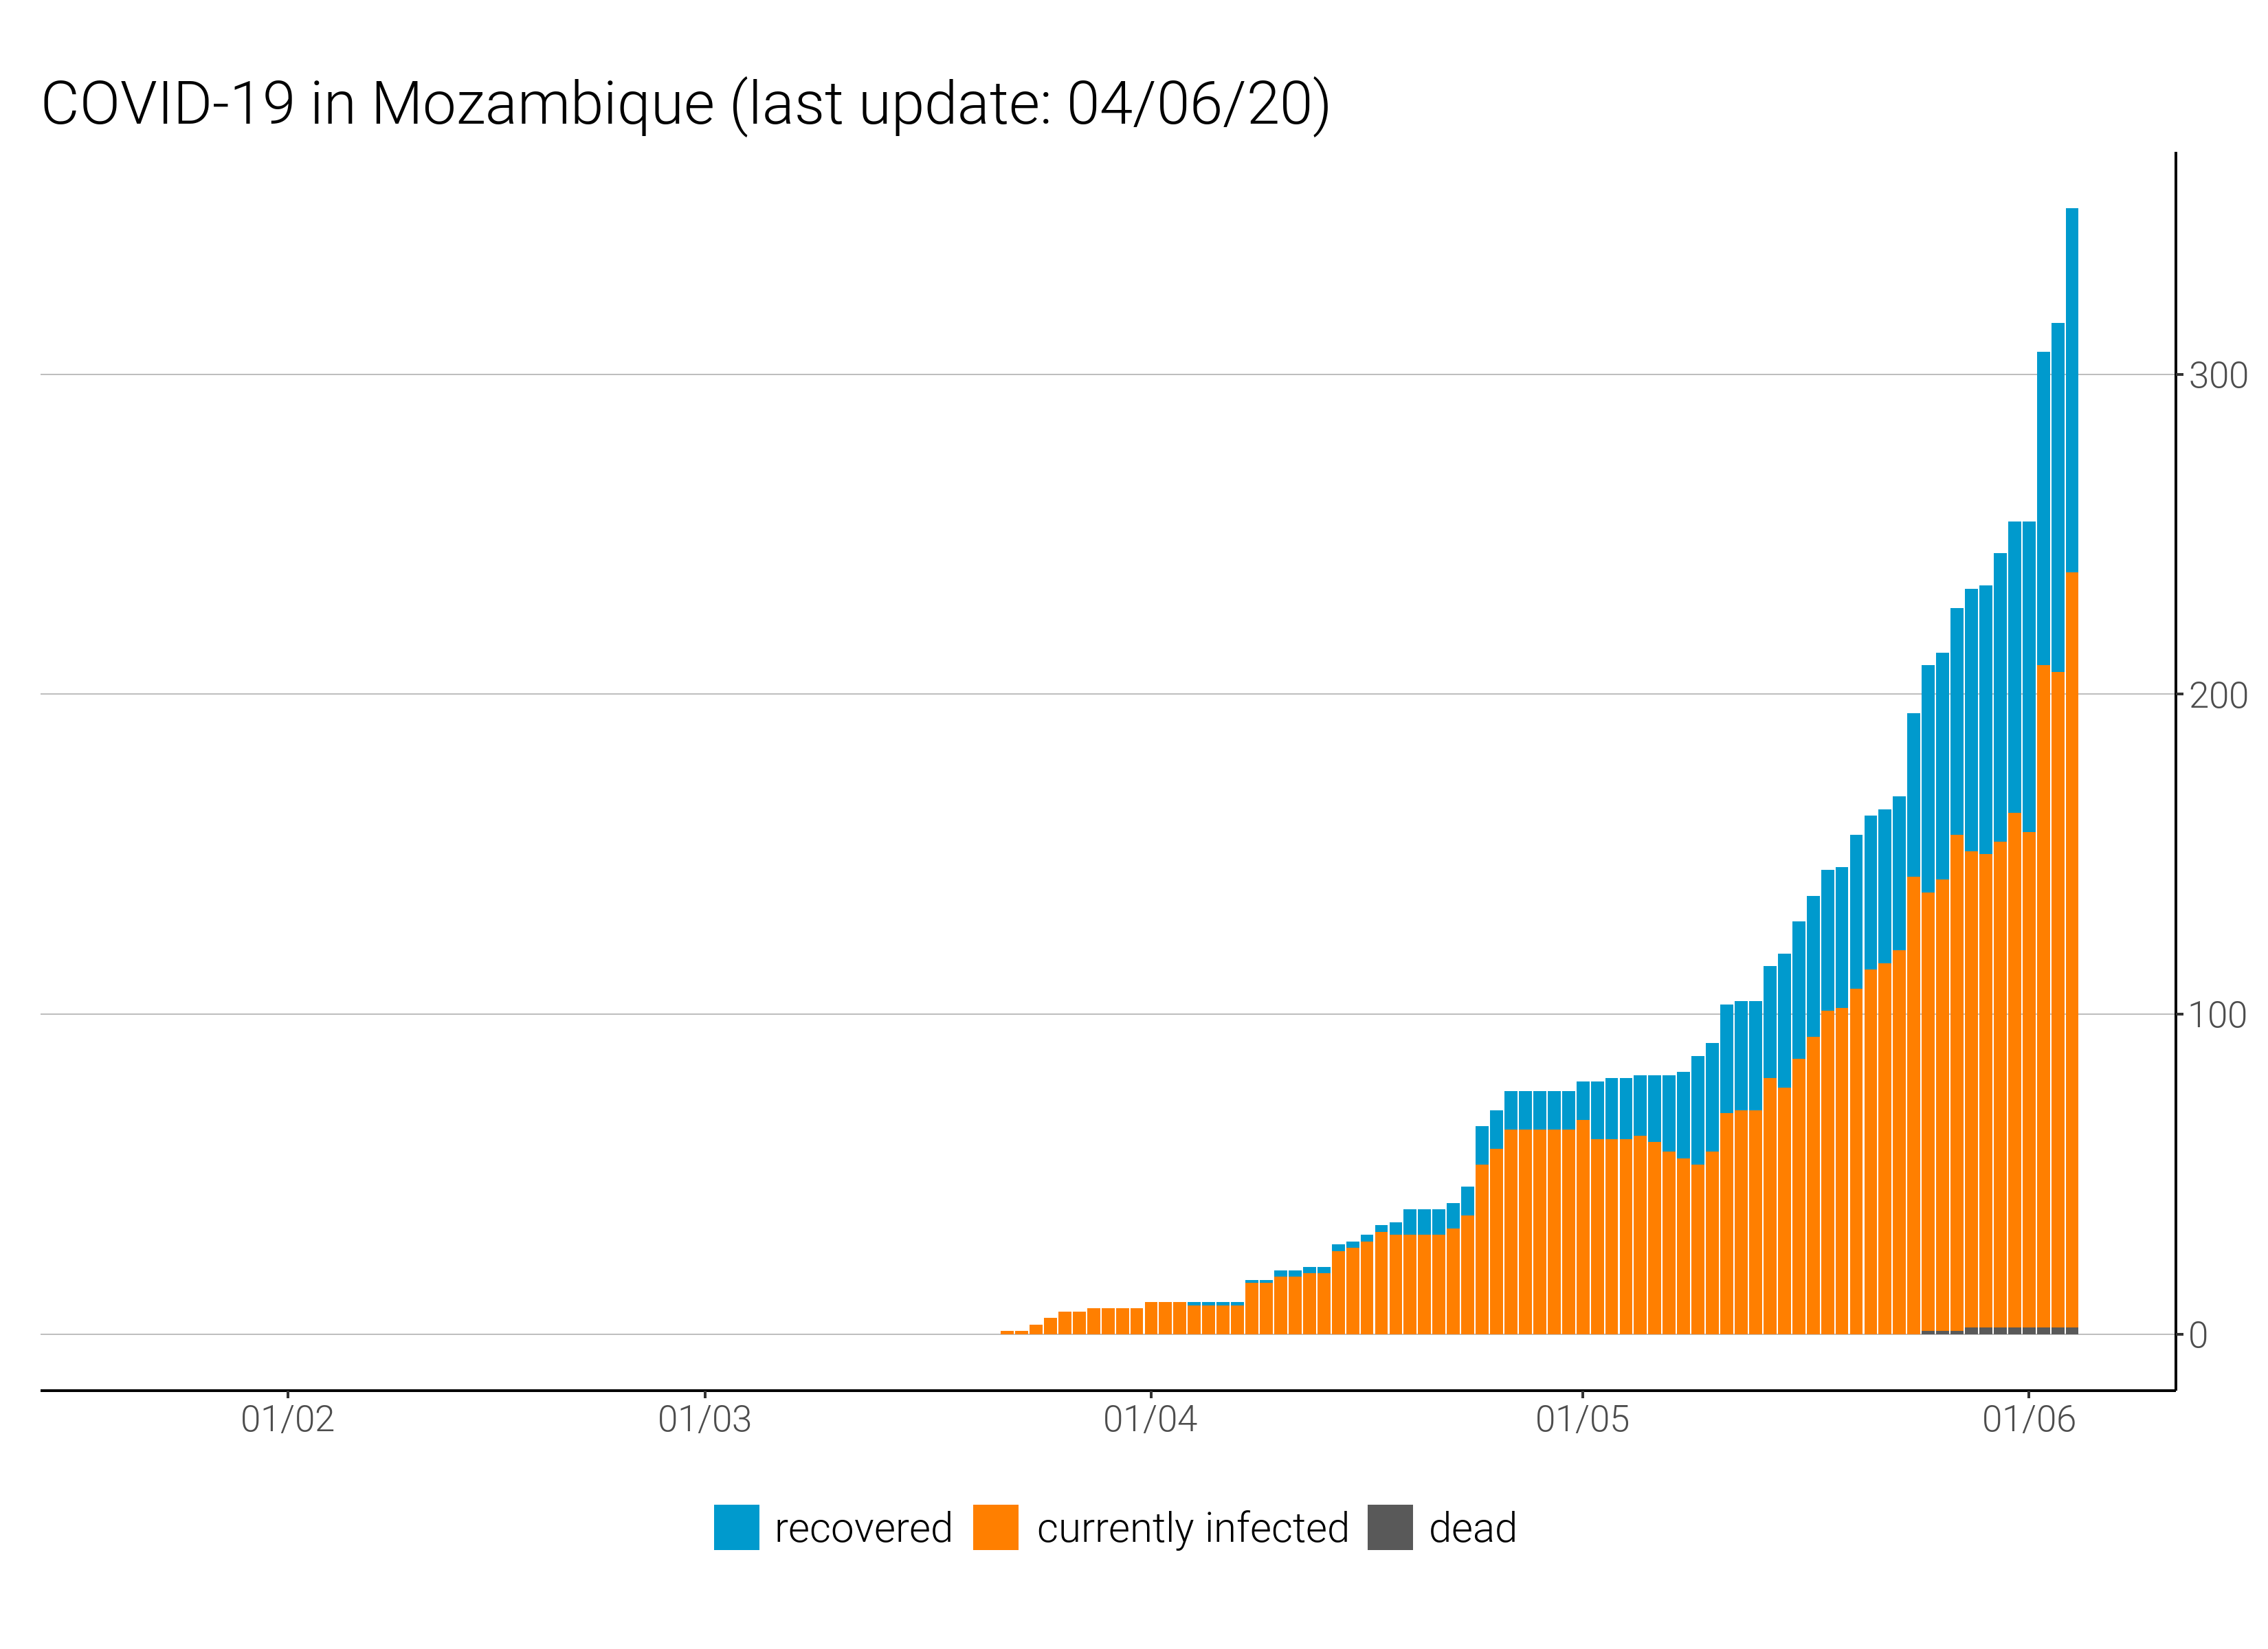 COVID-19 in Mozambique (last update: 04/06/20)
300
200
100
0
01/02 01/03 01/04 01/05 01/06
recovered currently infected dead